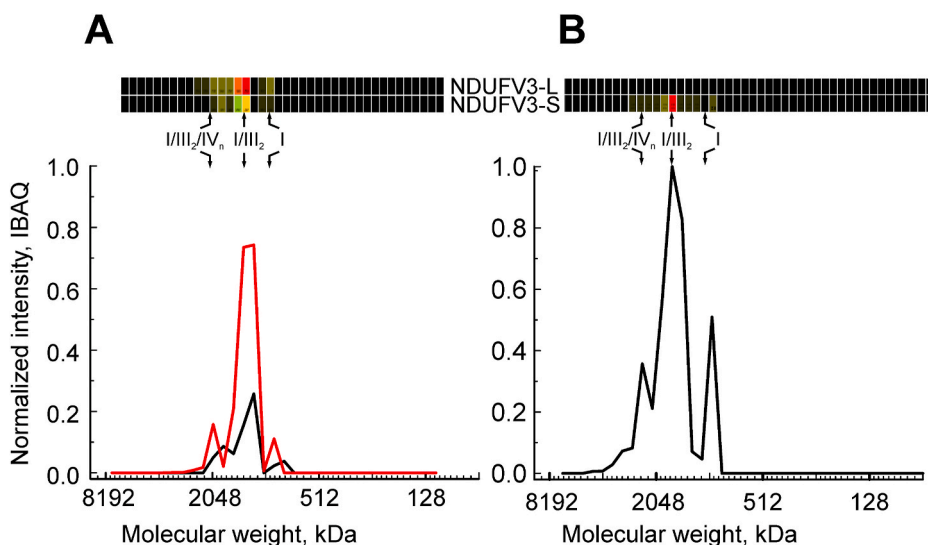 A
B
NDUFV3-L
NDUFV3-S
I/III₂/IVₙ I/III₂ I
I/III₂/IVₙ I/III₂ I
Normalized intensity, IBAQ
1.0
0.8
0.6
0.4
0.2
0.0
8192 2048 512 128
Molecular weight, kDa
1.0
0.8
0.6
0.4
0.2
0.0
8192 2048 512 128
Molecular weight, kDa